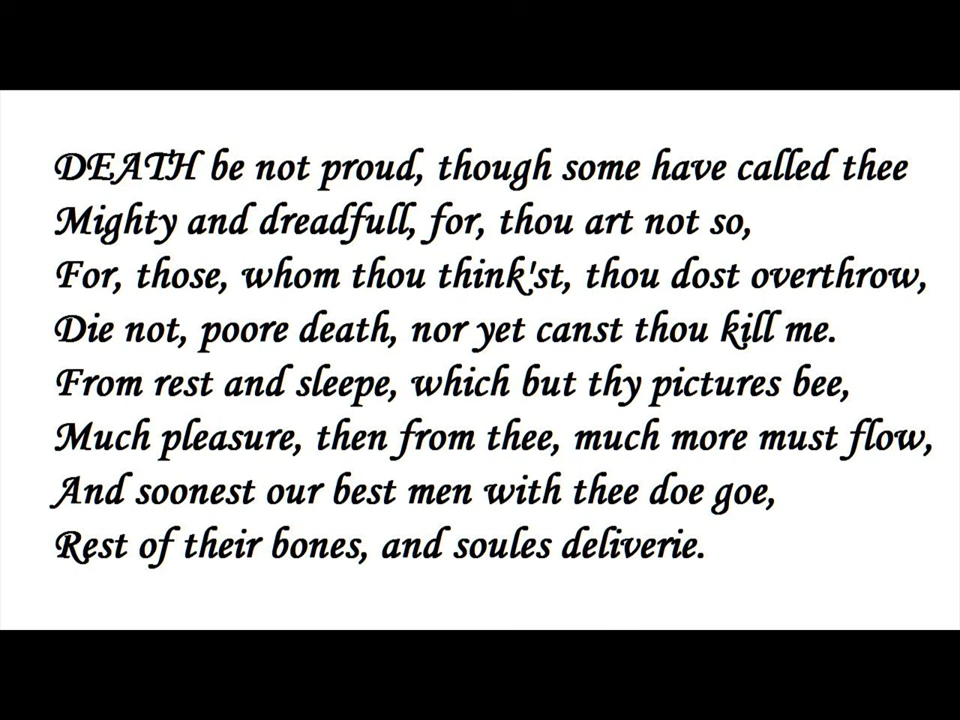 DEATH be not proud, though some have called thee
Mighty and dreadfull, for, thou art not so,
For, those, whom thou think'st, thou dost overthrow,
Die not, poore death, nor yet canst thou kill me.
From rest and sleepe, which but thy pictures bee,
Much pleasure, then from thee, much more must flow,
And soonest our best men with thee doe goe,
Rest of their bones, and soules deliverie.